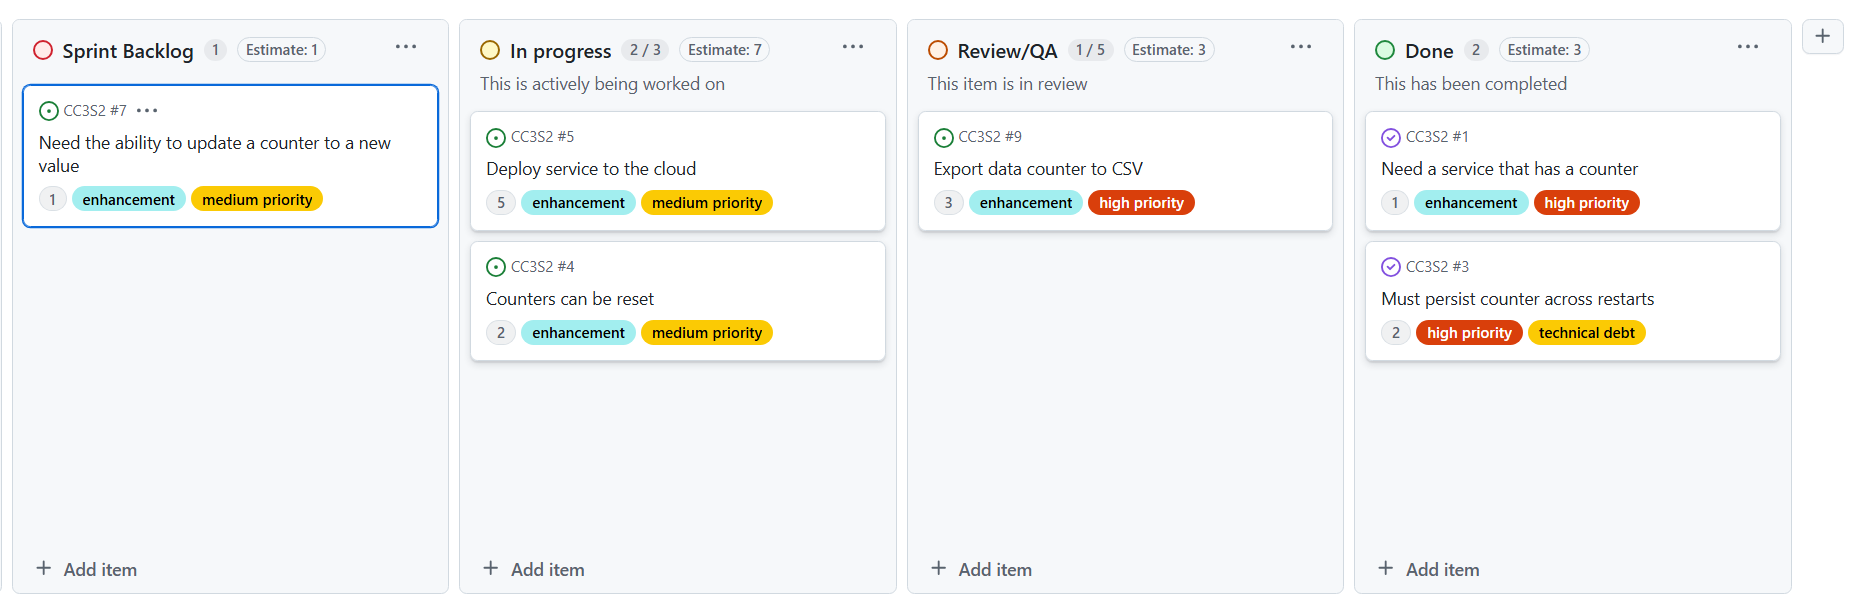 Sprint Backlog 1 Estimate: 1
CC3S2 #7
Need the ability to update a counter to a new
value
1 enhancement medium priority
Add item
In progress 2 / 3 Estimate: 7
This is actively being worked on
CC3S2 #5
Deploy service to the cloud
5 enhancement medium priority
CC3S2 #4
Counters can be reset
2 enhancement medium priority
Add item
Review/QA 1 / 5 Estimate: 3
This item is in review
CC3S2 #9
Export data counter to CSV
3 enhancement high priority
Add item
Done 2 Estimate: 3
This has been completed
CC3S2 #1
Need a service that has a counter
1 enhancement high priority
CC3S2 #3
Must persist counter across restarts
2 high priority technical debt
Add item